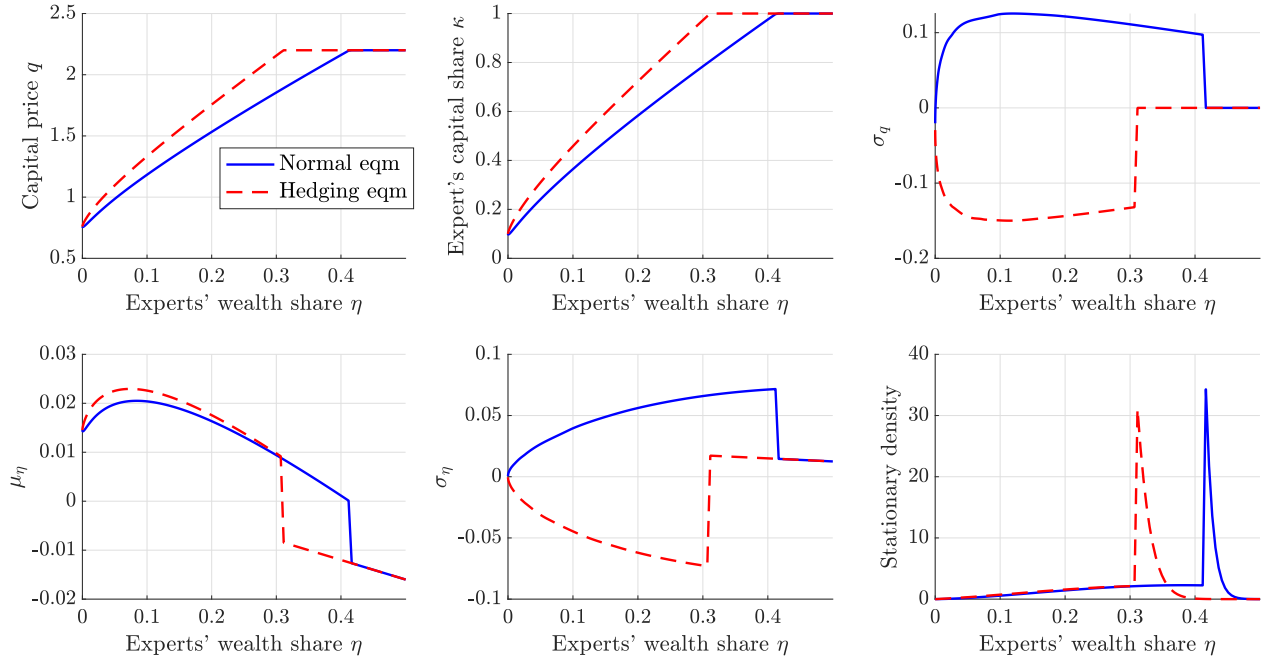 Capital price q
2.5
2
1.5
1
0.5
0 0.1 0.2 0.3 0.4
Experts' wealth share η
Normal eqm
Hedging eqm
Expert's capital share κ
1
0.8
0.6
0.4
0.2
0
0 0.1 0.2 0.3 0.4
Experts' wealth share η
σq
0.1
0
-0.1
-0.2
0 0.1 0.2 0.3 0.4
Experts' wealth share η
μη
0.03
0.02
0.01
0
-0.01
-0.02
0 0.1 0.2 0.3 0.4
Experts' wealth share η
ση
0.1
0.05
0
-0.05
-0.1
0 0.1 0.2 0.3 0.4
Experts' wealth share η
Stationary density
40
30
20
10
0
0 0.1 0.2 0.3 0.4
Experts' wealth share η